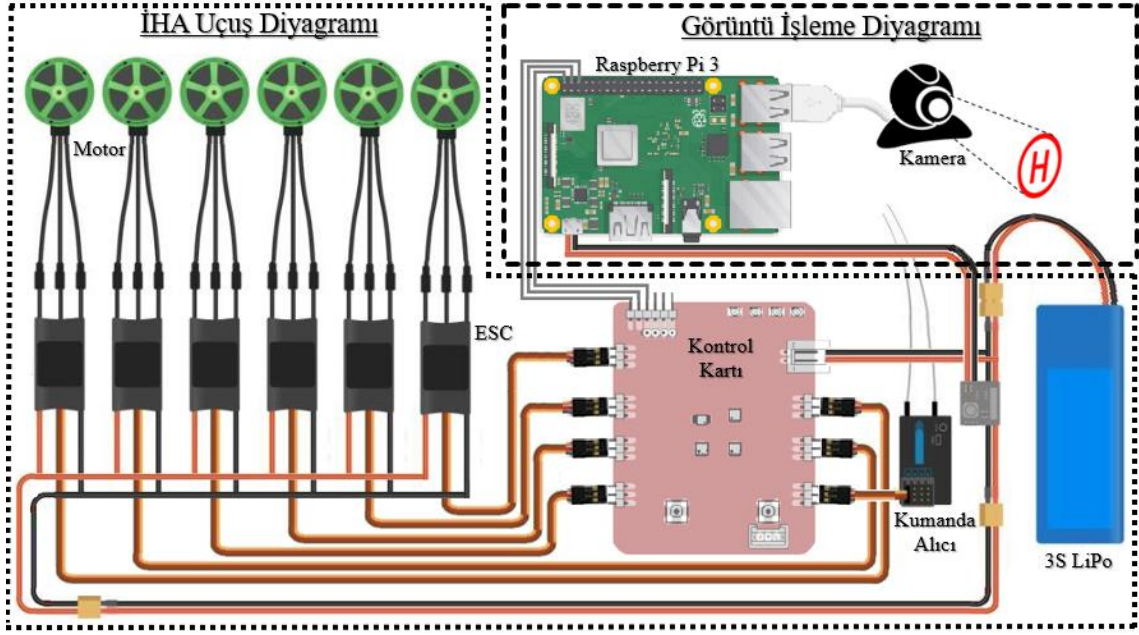 İHA Uçuş Diyagramı
Görüntü İşleme Diyagramı
Raspberry Pi 3
Motor
Kamera
H
ESC
Kontrol
Kartı
Kumanda
Alıcı
3S LiPo